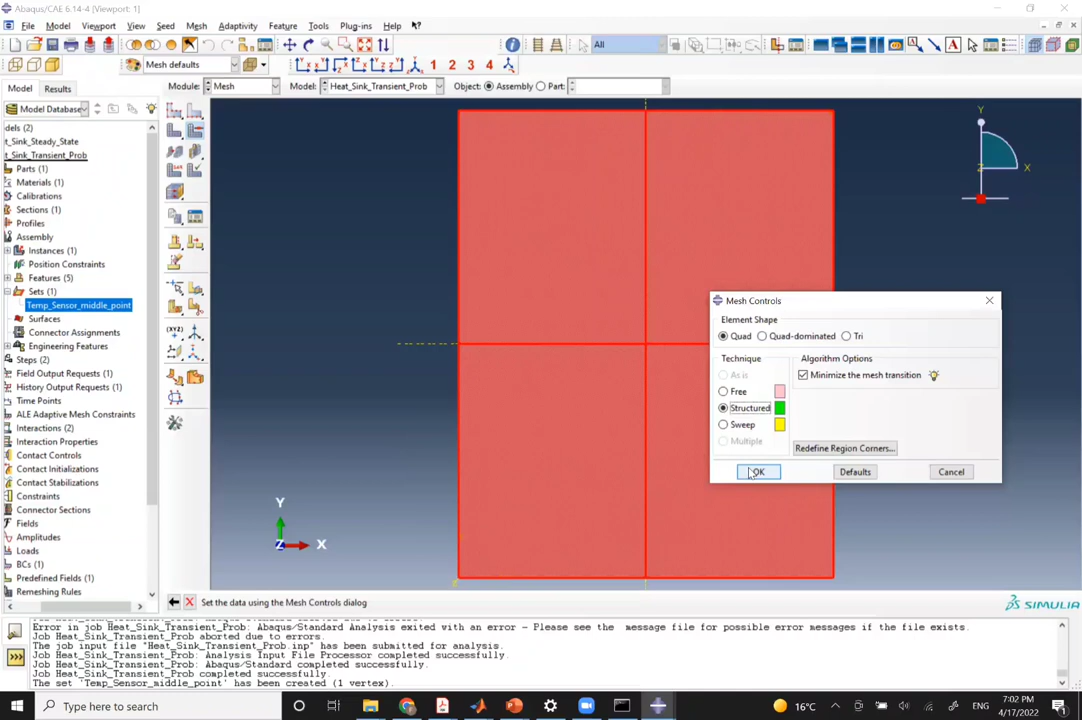 Abaqus/CAE 6.14-4 [Viewport: 1]
File Model Viewport View Seed Mesh Adaptivity Feature Tools Plug-ins Help
All
Mesh defaults
1 2 3 4
Model Results
Module: Mesh Model: Heat_Sink_Transient_Prob Object: Assembly Part:
Model Database
dels (2)
t_Sink_Steady_State
t_Sink_Transient_Prob
Parts (1)
Materials (1)
Calibrations
Sections (1)
Profiles
Assembly
Instances (1)
Position Constraints
Features (5)
Sets (1)
Temp_Sensor_middle_point
Surfaces
Connector Assignments
Engineering Features
Steps (2)
Field Output Requests (1)
History Output Requests (1)
Time Points
ALE Adaptive Mesh Constraints
Interactions (2)
Interaction Properties
Contact Controls
Contact Initializations
Contact Stabilizations
Constraints
Connector Sections
Fields
Amplitudes
Loads
BCs (1)
Predefined Fields (1)
Remeshing Rules
Y
X
Z
Y
Z
X
Mesh Controls
Element Shape
Quad Quad-dominated Tri
Technique
As is
Free
Structured
Sweep
Multiple
Algorithm Options
Minimize the mesh transition
Redefine Region Corners...
OK Defaults Cancel
Set the data using the Mesh Controls dialog
SIMULIA
Error in job Heat_Sink_Transient_Prob: Abaqus/Standard Analysis exited with an error - Please see the message file for possible error messages if the file exists.
Job Heat_Sink_Transient_Prob aborted due to errors.
The job input file "Heat_Sink_Transient_Prob.inp" has been submitted for analysis.
Job Heat_Sink_Transient_Prob: Analysis Input File Processor completed successfully.
Job Heat_Sink_Transient_Prob: Abaqus/Standard completed successfully.
Job Heat_Sink_Transient_Prob completed successfully.
The set 'Temp_Sensor_middle_point' has been created (1 vertex).
Type here to search
16°C
ENG
7:02 PM
4/17/2022